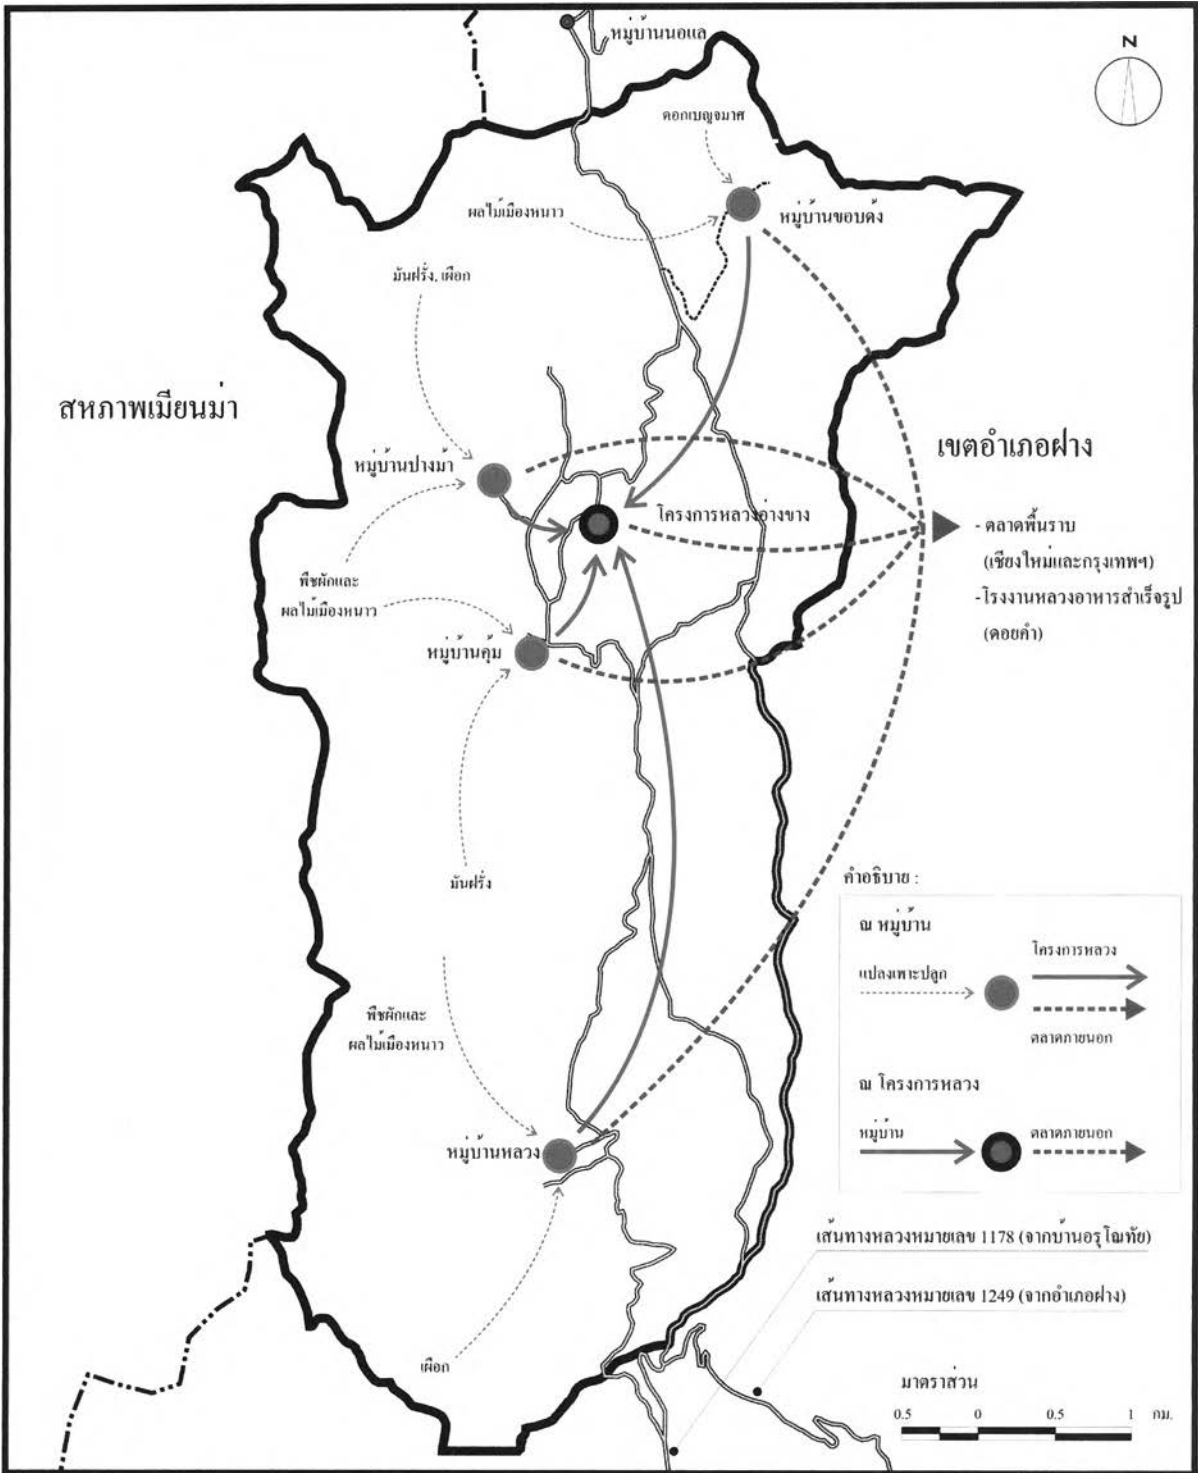 หมู่บ้านนอแล
N
ดอกเบญจมาศ
ผลไม้เมืองหนาว
หมู่บ้านขอบด้ง
มันฝรั่ง, เผือก
สหภาพเมียนม่า
เขตอำเภอฝาง
หมู่บ้านปางม้า
โครงการหลวงอ่างขาง
- ตลาดพื้นราบ
(เชียงใหม่และกรุงเทพฯ)
-โรงงานหลวงอาหารสำเร็จรูป
(ดอยคำ)
พืชผักและ
ผลไม้เมืองหนาว
หมู่บ้านคุ้ม
มันฝรั่ง
คำอธิบาย :
ณ หมู่บ้าน
แปลงเพาะปลูก
โครงการหลวง
ตลาดภายนอก
พืชผักและ
ผลไม้เมืองหนาว
ณ โครงการหลวง
หมู่บ้าน
ตลาดภายนอก
หมู่บ้านหลวง
เส้นทางหลวงหมายเลข 1178 (จากบ้านอรุโณทัย)
เส้นทางหลวงหมายเลข 1249 (จากอำเภอฝาง)
เผือก
มาตราส่วน
0.5 0 0.5 1 กม.